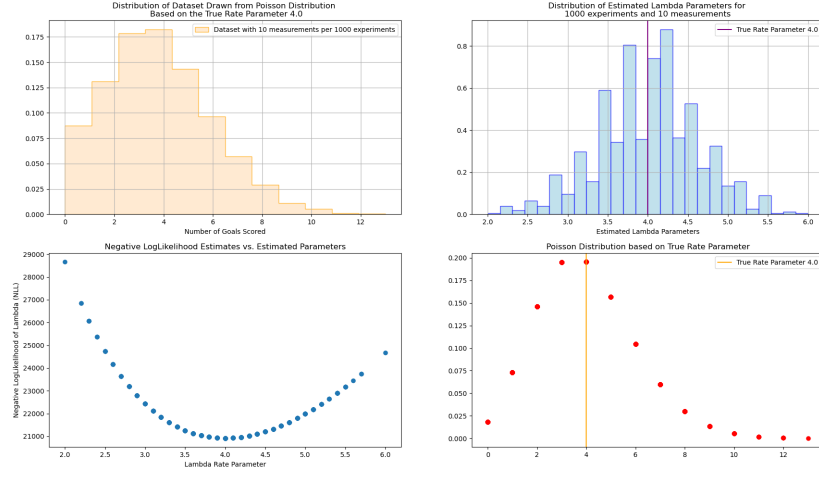 Distribution of Dataset Drawn from Poisson Distribution
Based on the True Rate Parameter 4.0
Dataset with 10 measurements per 1000 experiments
0.175
0.150
0.125
0.100
0.075
0.050
0.025
0.000
0 2 4 6 8 10 12
Number of Goals Scored
Distribution of Estimated Lambda Parameters for
1000 experiments and 10 measurements
True Rate Parameter 4.0
0.8
0.6
0.4
0.2
0.0
2.0 2.5 3.0 3.5 4.0 4.5 5.0 5.5 6.0
Estimated Lambda Parameters
Negative LogLikelihood Estimates vs. Estimated Parameters
Negative LogLikelihood of Lambda (NLL)
29000
28000
27000
26000
25000
24000
23000
22000
21000
2.0 2.5 3.0 3.5 4.0 4.5 5.0 5.5 6.0
Lambda Rate Parameter
Poisson Distribution based on True Rate Parameter
True Rate Parameter 4.0
0.200
0.175
0.150
0.125
0.100
0.075
0.050
0.025
0.000
0 2 4 6 8 10 12